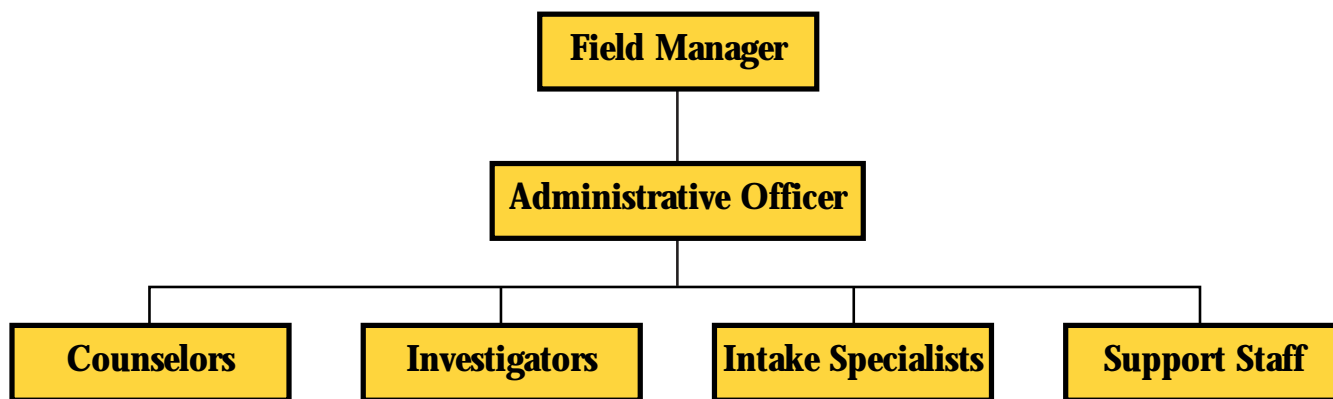 Field Manager
Administrative Officer
Counselors
Investigators
Intake Specialists
Support Staff